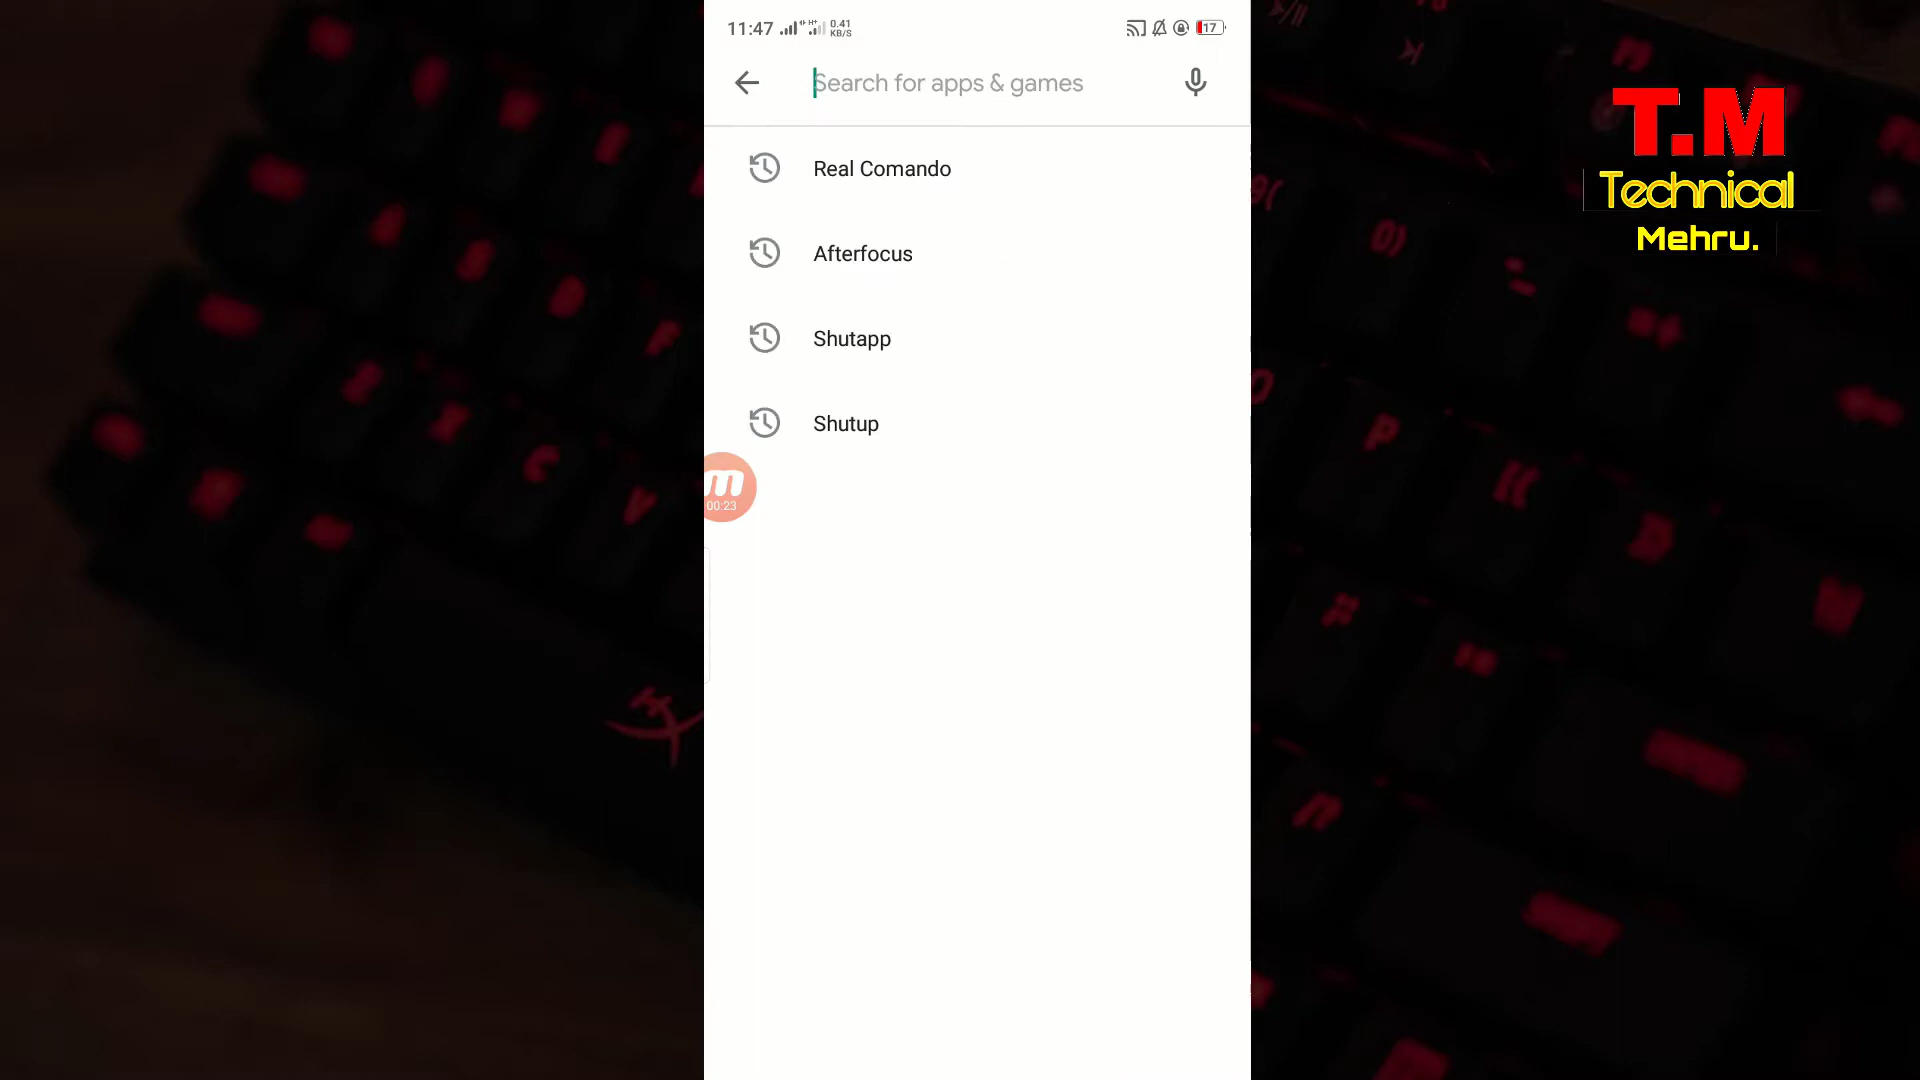 11:47
H+
0.41
KB/S
17
Search for apps & games
Real Comando
Afterfocus
Shutapp
Shutup
m
00:23
T.M
Technical
Mehru.